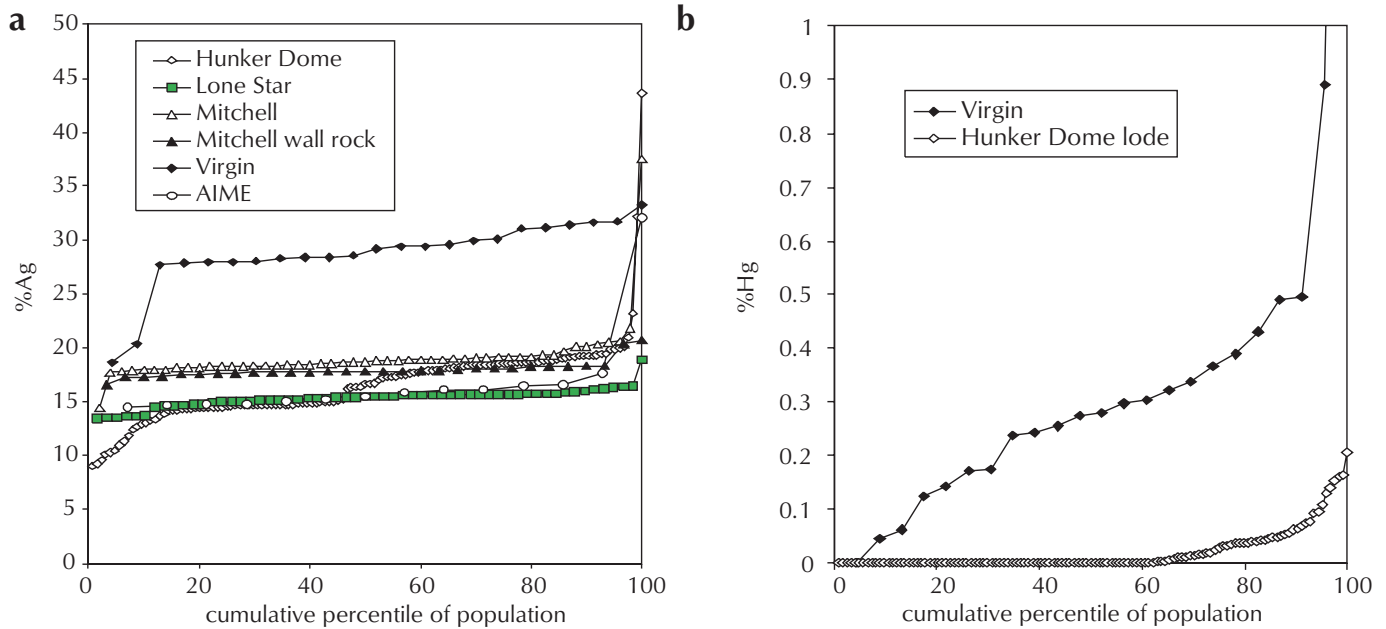 a
50
45
40
35
30
25
20
15
10
5
0
%Ag
Hunker Dome
Lone Star
Mitchell
Mitchell wall rock
Virgin
AIME
0 20 40 60 80 100
cumulative percentile of population
b
1
0.9
0.8
0.7
0.6
0.5
0.4
0.3
0.2
0.1
0
%Hg
Virgin
Hunker Dome lode
0 20 40 60 80 100
cumulative percentile of population